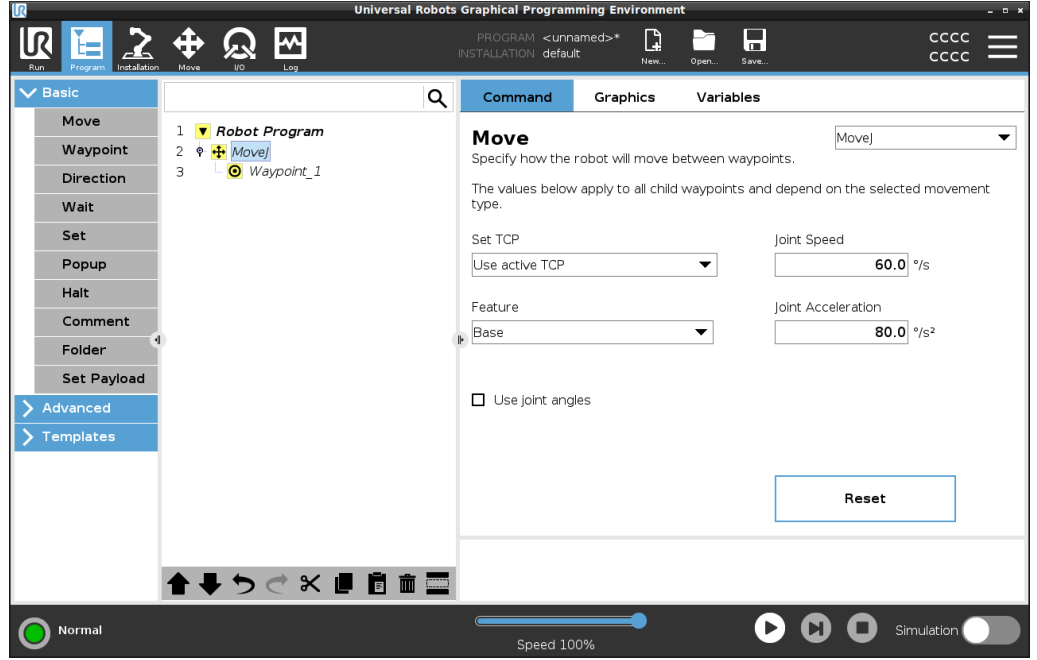 Universal Robots Graphical Programming Environment
UR
Run
Program
Installation
Move
I/O
Log
PROGRAM <unnamed>*
INSTALLATION default
New...
Open...
Save...
cccc
cccc
Basic
Move
Waypoint
Direction
Wait
Set
Popup
Halt
Comment
Folder
Set Payload
Advanced
Templates
1 Robot Program
2 MoveJ
3 Waypoint_1
Command Graphics Variables
Move
MoveJ
Specify how the robot will move between waypoints.
The values below apply to all child waypoints and depend on the selected movement
type.
Set TCP
Joint Speed
Use active TCP
60.0 °/s
Feature
Joint Acceleration
Base
80.0 °/s²
Use joint angles
Reset
Normal
Speed 100%
Simulation